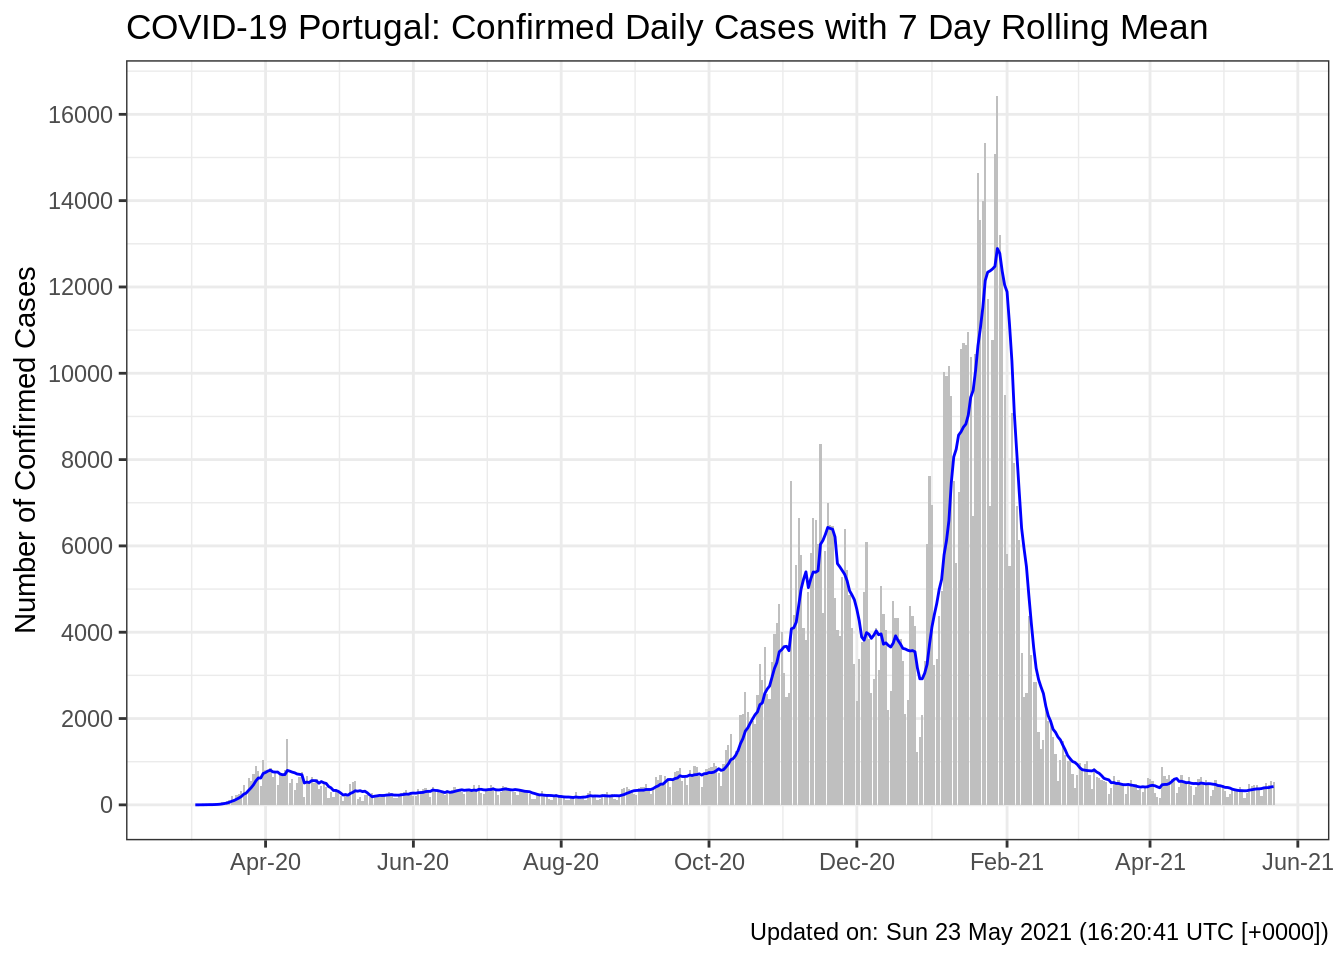 COVID-19 Portugal: Confirmed Daily Cases with 7 Day Rolling Mean
Number of Confirmed Cases
16000
14000
12000
10000
8000
6000
4000
2000
0
Apr-20 Jun-20 Aug-20 Oct-20 Dec-20 Feb-21 Apr-21 Jun-21
Updated on: Sun 23 May 2021 (16:20:41 UTC [+0000])